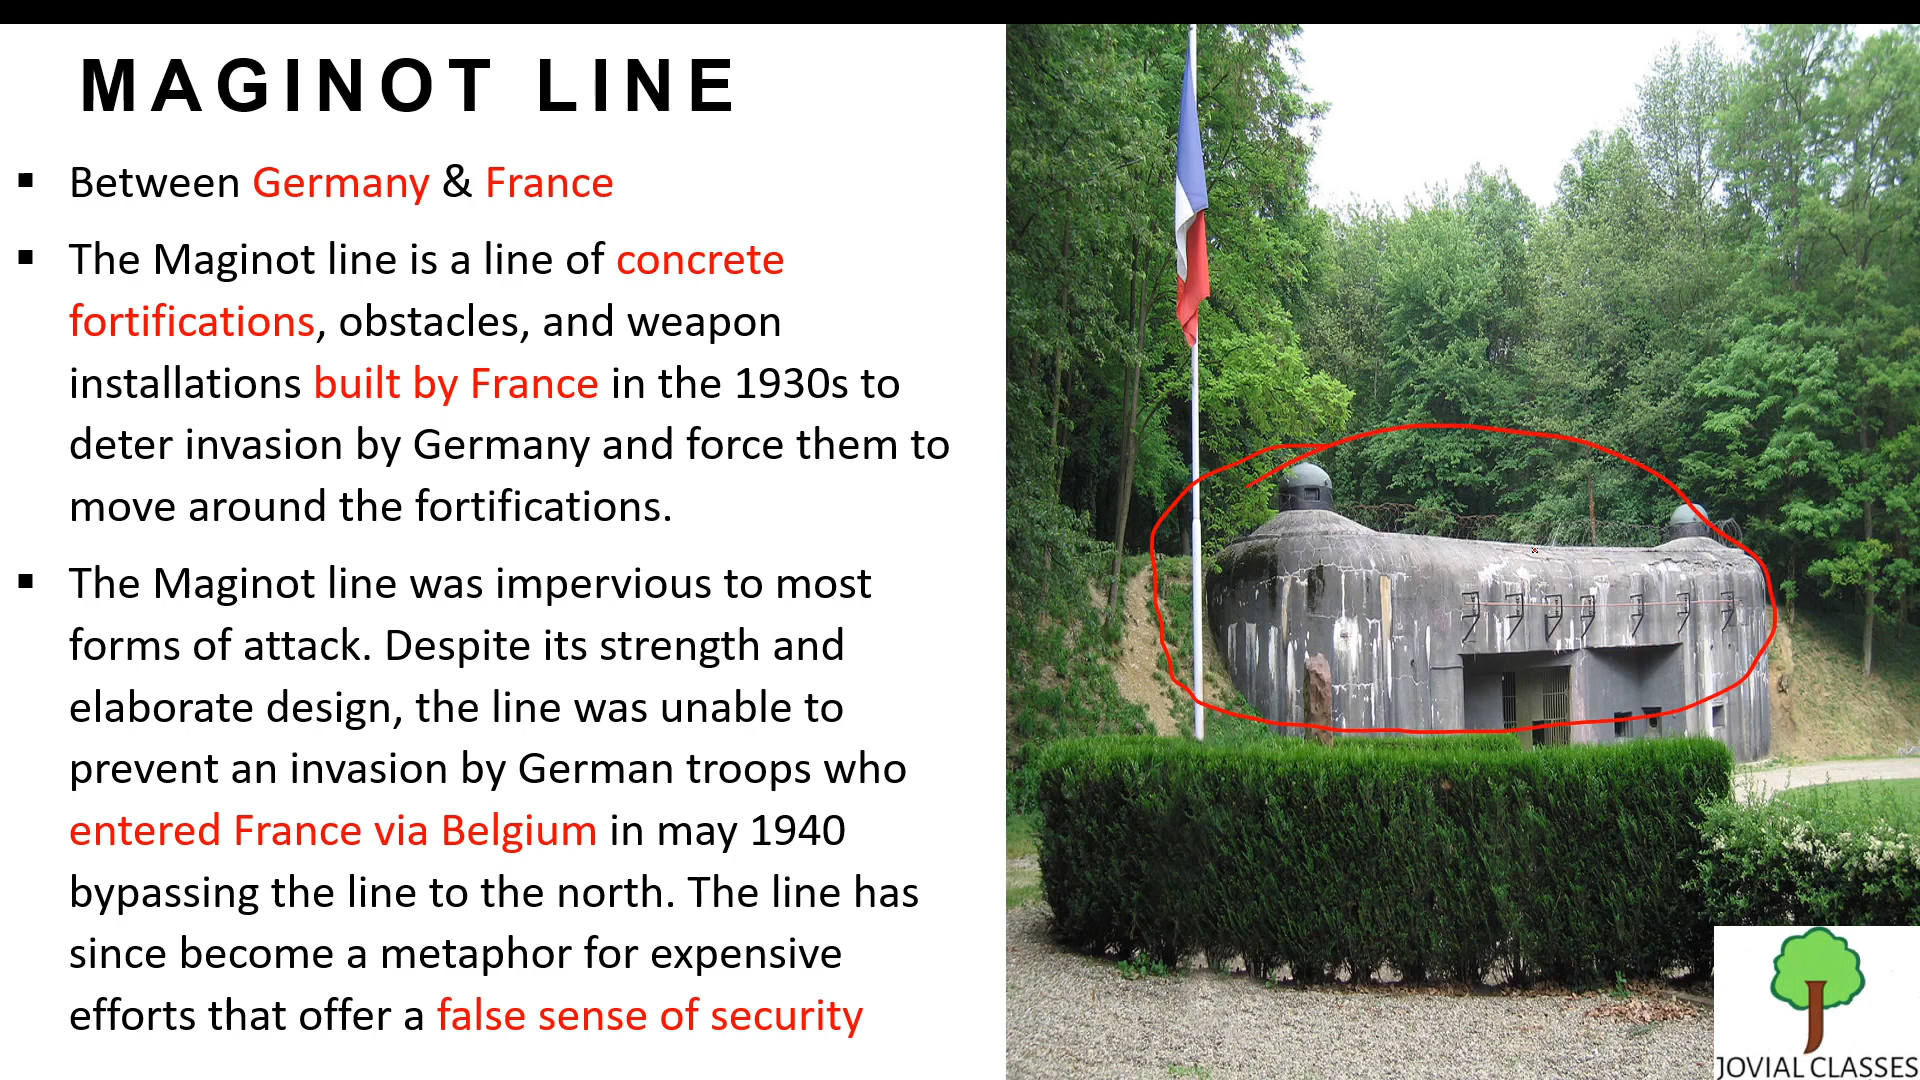 MAGINOT LINE
▪ Between Germany & France
▪ The Maginot line is a line of concrete
fortifications, obstacles, and weapon
installations built by France in the 1930s to
deter invasion by Germany and force them to
move around the fortifications.
▪ The Maginot line was impervious to most
forms of attack. Despite its strength and
elaborate design, the line was unable to
prevent an invasion by German troops who
entered France via Belgium in may 1940
bypassing the line to the north. The line has
since become a metaphor for expensive
efforts that offer a false sense of security
JOVIAL CLASSES